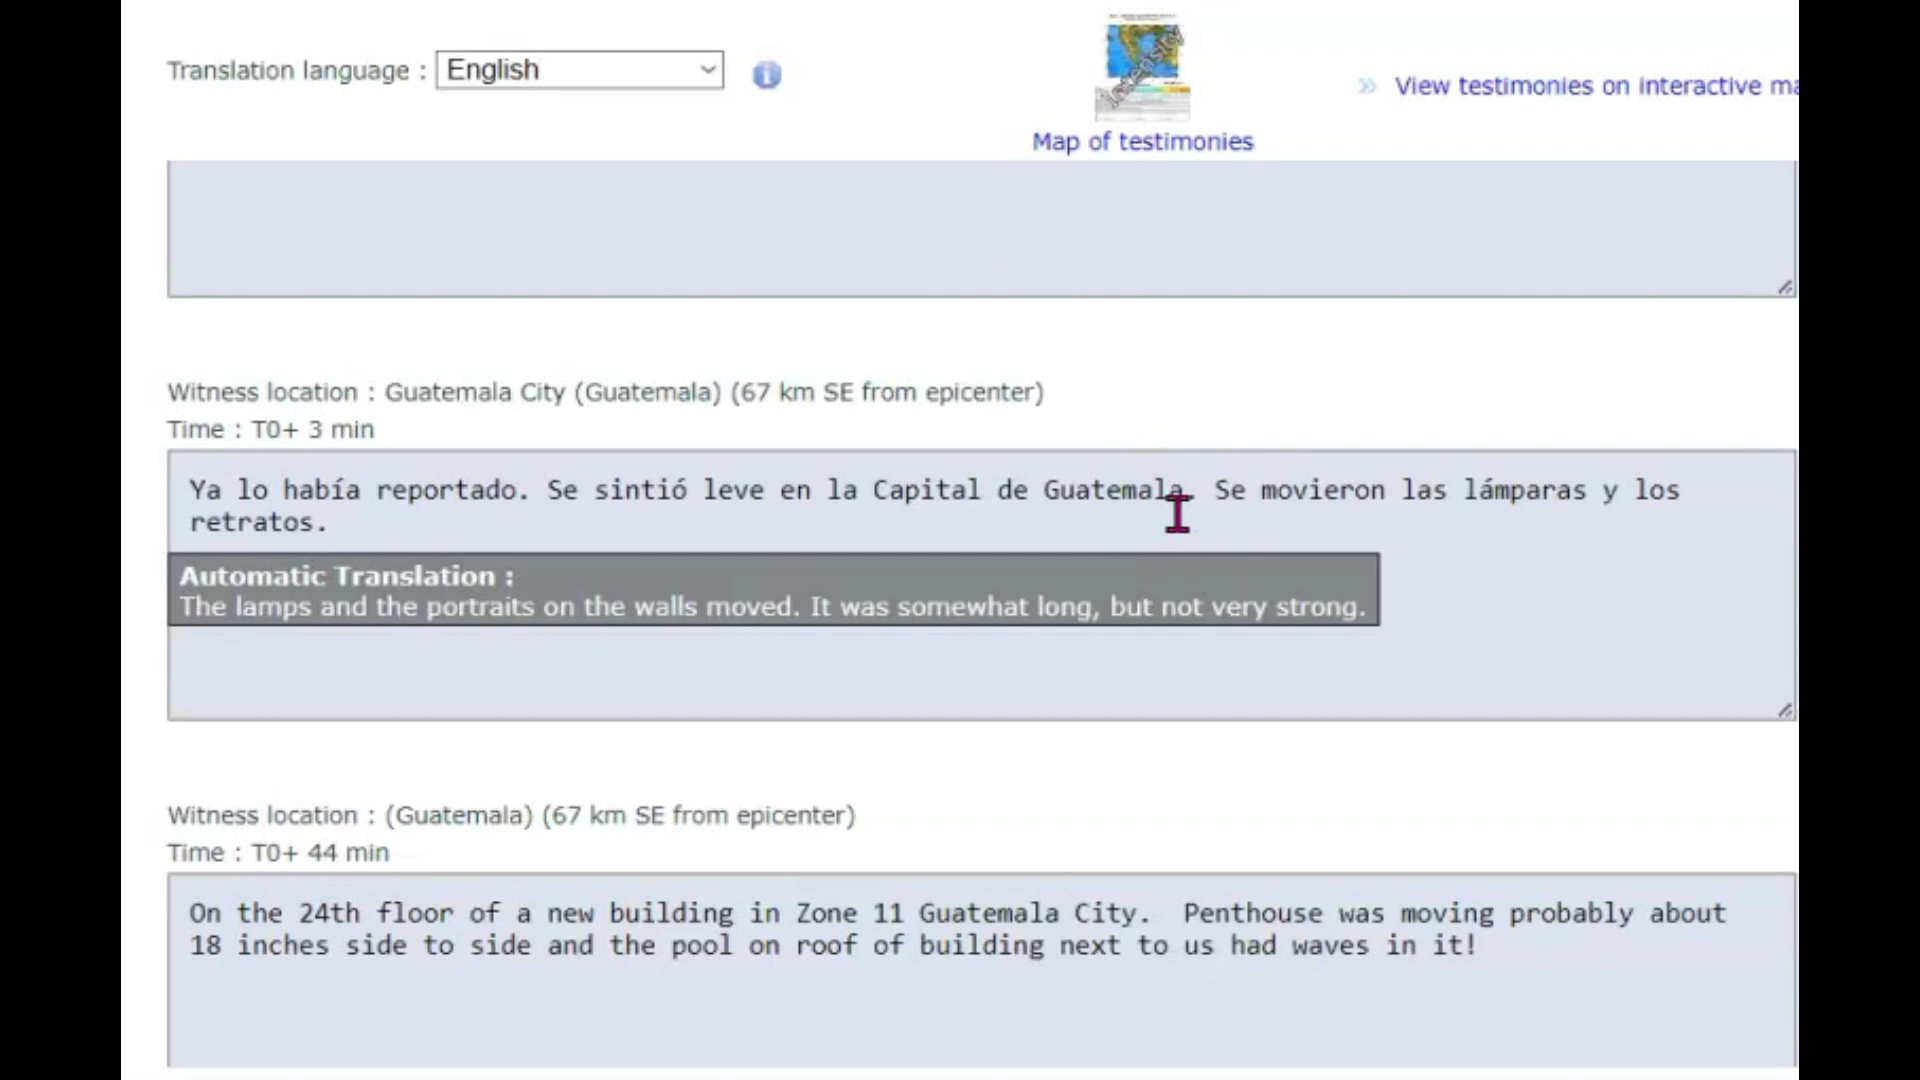 Translation language : English
Intensity
View testimonies on interactive
Map of testimonies
Witness location : Guatemala City (Guatemala) (67 km SE from epicenter)
Time : T0+ 3 min
Ya lo había reportado. Se sintió leve en la Capital de Guatemala. Se movieron las lámparas y los
retratos.
Automatic Translation :
The lamps and the portraits on the walls moved. It was somewhat long, but not very strong.
Witness location : (Guatemala) (67 km SE from epicenter)
Time : T0+ 44 min
On the 24th floor of a new building in Zone 11 Guatemala City. Penthouse was moving probably about
18 inches side to side and the pool on roof of building next to us had waves in it!